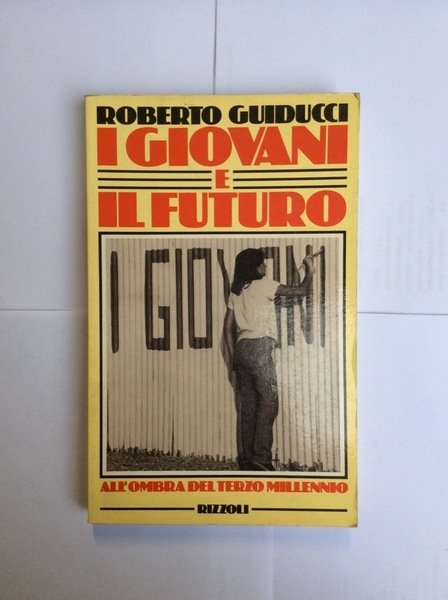 ROBERTO GUIDUCCI
I GIOVANI
E
IL FUTURO
I GIOVANI
ALL'OMBRA DEL TERZO MILLENNIO
RIZZOLI